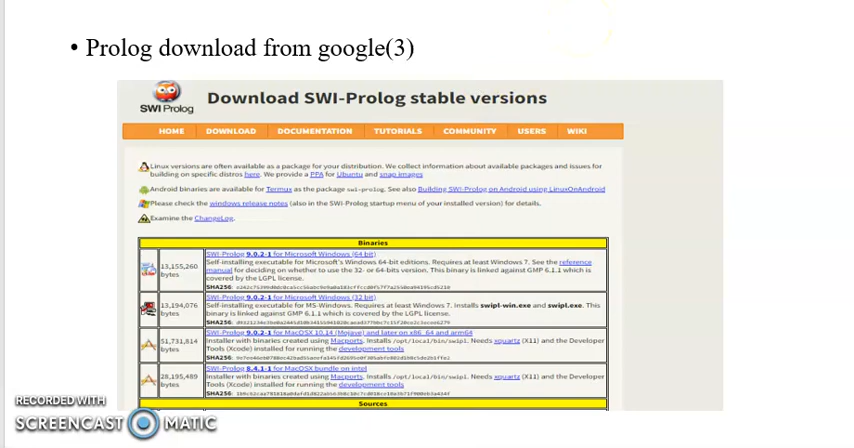 • Prolog download from google(3)
SWI Prolog
Download SWI-Prolog stable versions
HOME DOWNLOAD DOCUMENTATION TUTORIALS COMMUNITY USERS WIKI
Linux versions are often available as a package for your distribution. We collect information about available packages and issues for
building on specific distros here. We provide a PPA for Ubuntu and snap images
Android binaries are available for Termux as the package swi-prolog. See also Building SWI-Prolog on Android using LinuxOnAndroid
Please check the windows release notes (also in the SWI-Prolog startup menu of your installed version) for details.
Examine the ChangeLog.
Binaries
13,155,260
bytes
SWI-Prolog 9.0.2-1 for Microsoft Windows (64 bit)
Self-installing executable for Microsoft's Windows 64-bit editions. Requires at least Windows 7. See the reference
manual for deciding on whether to use the 32- or 64-bits version. This binary is linked against GMP 6.1.1 which is
covered by the LGPL license.
SHA256:
13,194,076
bytes
SWI-Prolog 9.0.2-1 for Microsoft Windows (32 bit)
Self-installing executable for MS-Windows. Requires at least Windows 7. Installs swipl-win.exe and swipl.exe. This
binary is linked against GMP 6.1.1 which is covered by the LGPL license.
SHA256:
51,731,814
bytes
SWI-Prolog 9.0.2-1 for MacOSX 10.14 (Mojave) and later on x86_64 and arm64
Installer with binaries created using Macports. Installs /opt/local/bin/swipl. Needs xquartz (X11) and the Developer
Tools (Xcode) installed for running the development tools
SHA256:
28,195,489
bytes
SWI-Prolog 8.4.1-1 for MacOSX bundle on intel
Installer with binaries created using Macports. Installs /opt/local/bin/swipl. Needs xquartz (X11) and the Developer
Tools (Xcode) installed for running the development tools
SHA256:
Sources
RECORDED WITH
SCREENCAST MATIC